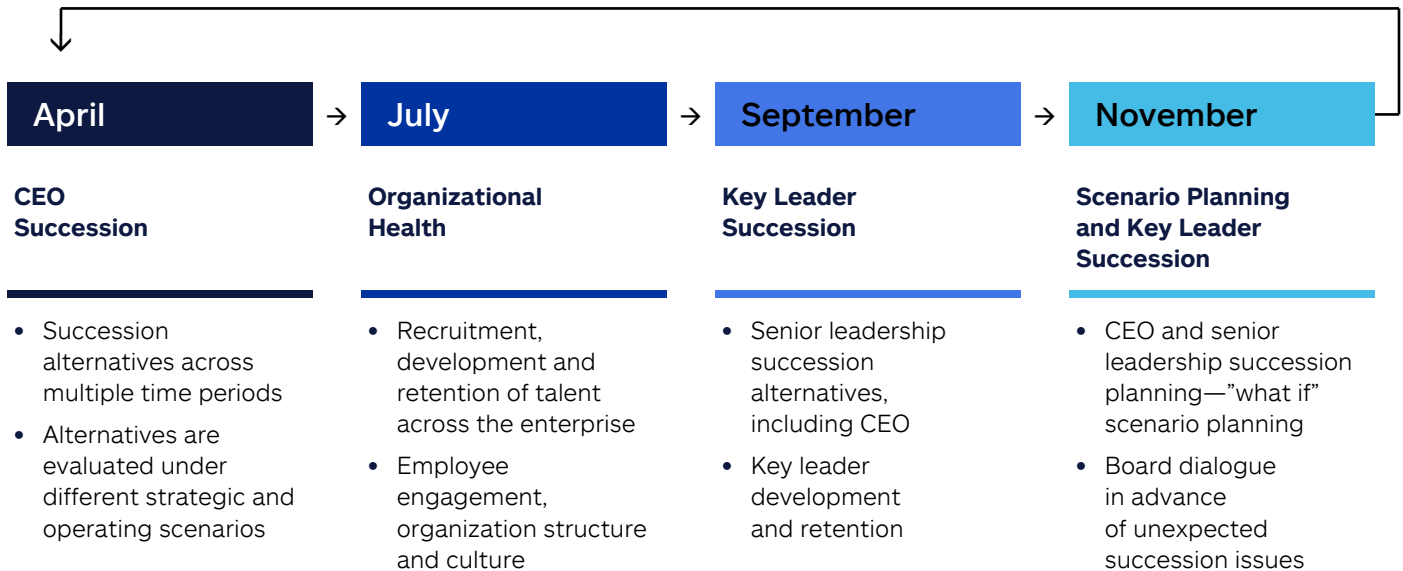 April
July
September
November
CEO
Succession
Organizational
Health
Key Leader
Succession
Scenario Planning
and Key Leader
Succession
• Succession
alternatives across
multiple time periods
• Alternatives are
evaluated under
different strategic and
operating scenarios
• Recruitment,
development and
retention of talent
across the enterprise
• Employee
engagement,
organization structure
and culture
• Senior leadership
succession
alternatives,
including CEO
• Key leader
development
and retention
• CEO and senior
leadership succession
planning—”what if”
scenario planning
• Board dialogue
in advance
of unexpected
succession issues